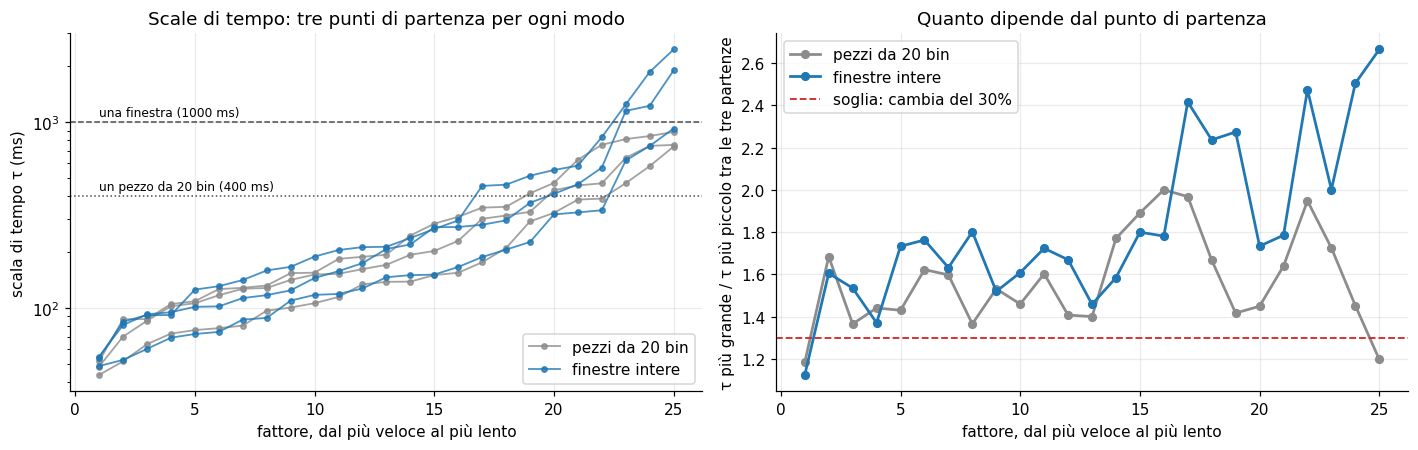 Scale di tempo: tre punti di partenza per ogni modo
scala di tempo τ (ms)
10³
10²
una finestra (1000 ms)
un pezzo da 20 bin (400 ms)
pezzi da 20 bin
finestre intere
0 5 10 15 20 25
fattore, dal più veloce al più lento
Quanto dipende dal punto di partenza
τ più grande / τ più piccolo tra le tre partenze
2.6
2.4
2.2
2.0
1.8
1.6
1.4
1.2
pezzi da 20 bin
finestre intere
soglia: cambia del 30%
0 5 10 15 20 25
fattore, dal più veloce al più lento